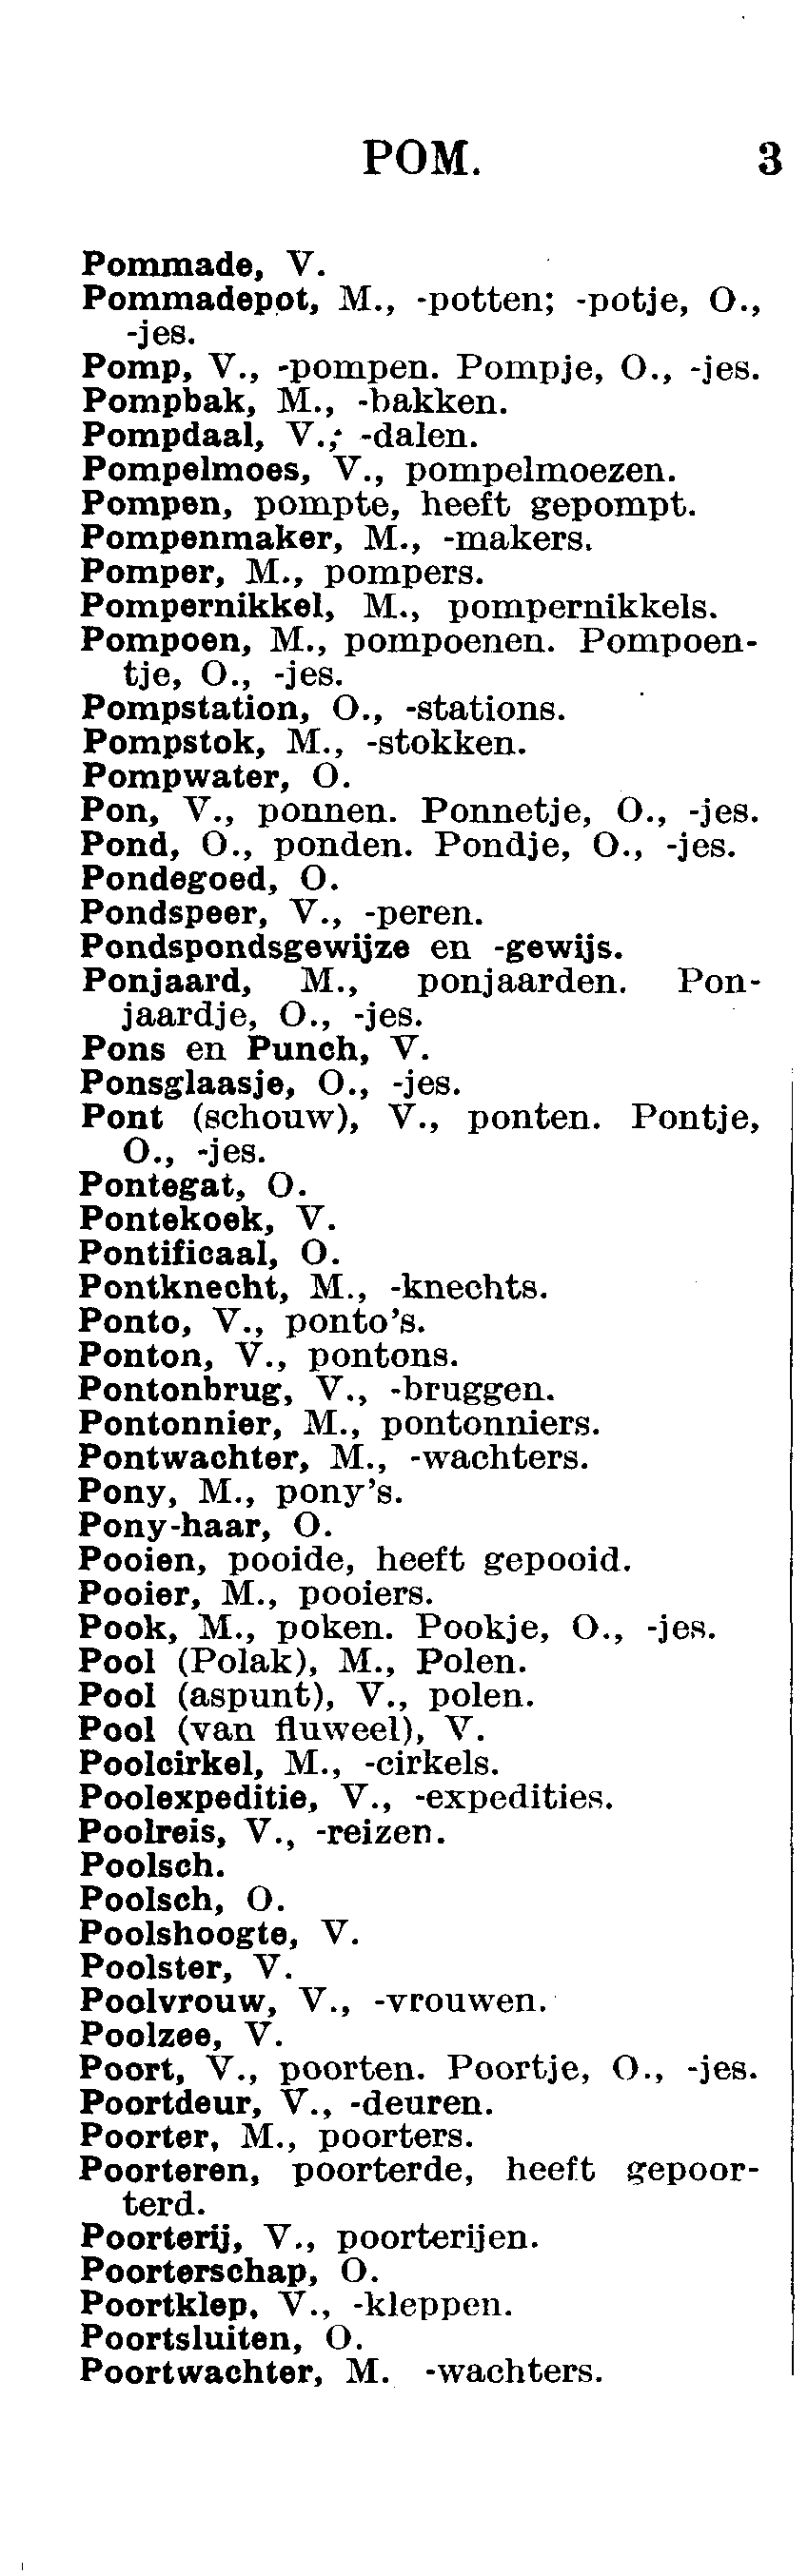 POM. 3
Pommade, V.
Pommadepot, M., -potten; -potje, O.,
-jes.
Pomp, V., -pompen. Pompje, O., -jes.
Pompbak, M., -bakken.
Pompdaal, V.; -dalen.
Pompelmoes, V., pompelmoezen.
Pompen, pompte, heeft gepompt.
Pompenmaker, M., -makers.
Pomper, M., pompers.
Pompernikkel, M., pompernikkels.
Pompoen, M., pompoenen. Pompoen-
tje, O., -jes.
Pompstation, O., -stations.
Pompstok, M., -stokken.
Pompwater, O.
Pon, V., ponnen. Ponnetje, O., -jes.
Pond, O., ponden. Pondje, O., -jes.
Pondegoed, O.
Pondspeer, V., -peren.
Pondspondsgewijze en -gewijs.
Ponjaard, M., ponjaarden. Pon-
jaardje, O., -jes.
Pons en Punch, V.
Ponsglaasje, O., -jes.
Pont (schouw), V., ponten. Pontje,
O., -jes.
Pontegat, O.
Pontekoek, V.
Pontificaal, O.
Pontknecht, M., -knechts.
Ponto, V., ponto's.
Ponton, V., pontons.
Pontonbrug, V., -bruggen.
Pontonnier, M., pontonniers.
Pontwachter, M., -wachters.
Pony, M., pony's.
Pony-haar, O.
Pooien, pooide, heeft gepooid.
Pooier, M., pooiers.
Pook, M., poken. Pookje, O., -jes.
Pool (Polak), M., Polen.
Pool (aspunt), V., polen.
Pool (van fluweel), V.
Poolcirkel, M., -cirkels.
Poolexpeditie, V., -expedities.
Poolreis, V., -reizen.
Poolsch.
Poolsch, O.
Poolshoogte, V.
Poolster, V.
Poolvrouw, V., -vrouwen.
Poolzee, V.
Poort, V., poorten. Poortje, O., -jes.
Poortdeur, V., -deuren.
Poorter, M., poorters.
Poorteren, poorterde, heeft gepoor-
terd.
Poorterij, V., poorterijen.
Poorterschap, O.
Poortklep, V., -kleppen.
Poortsluiten, O.
Poortwachter, M. -wachters.